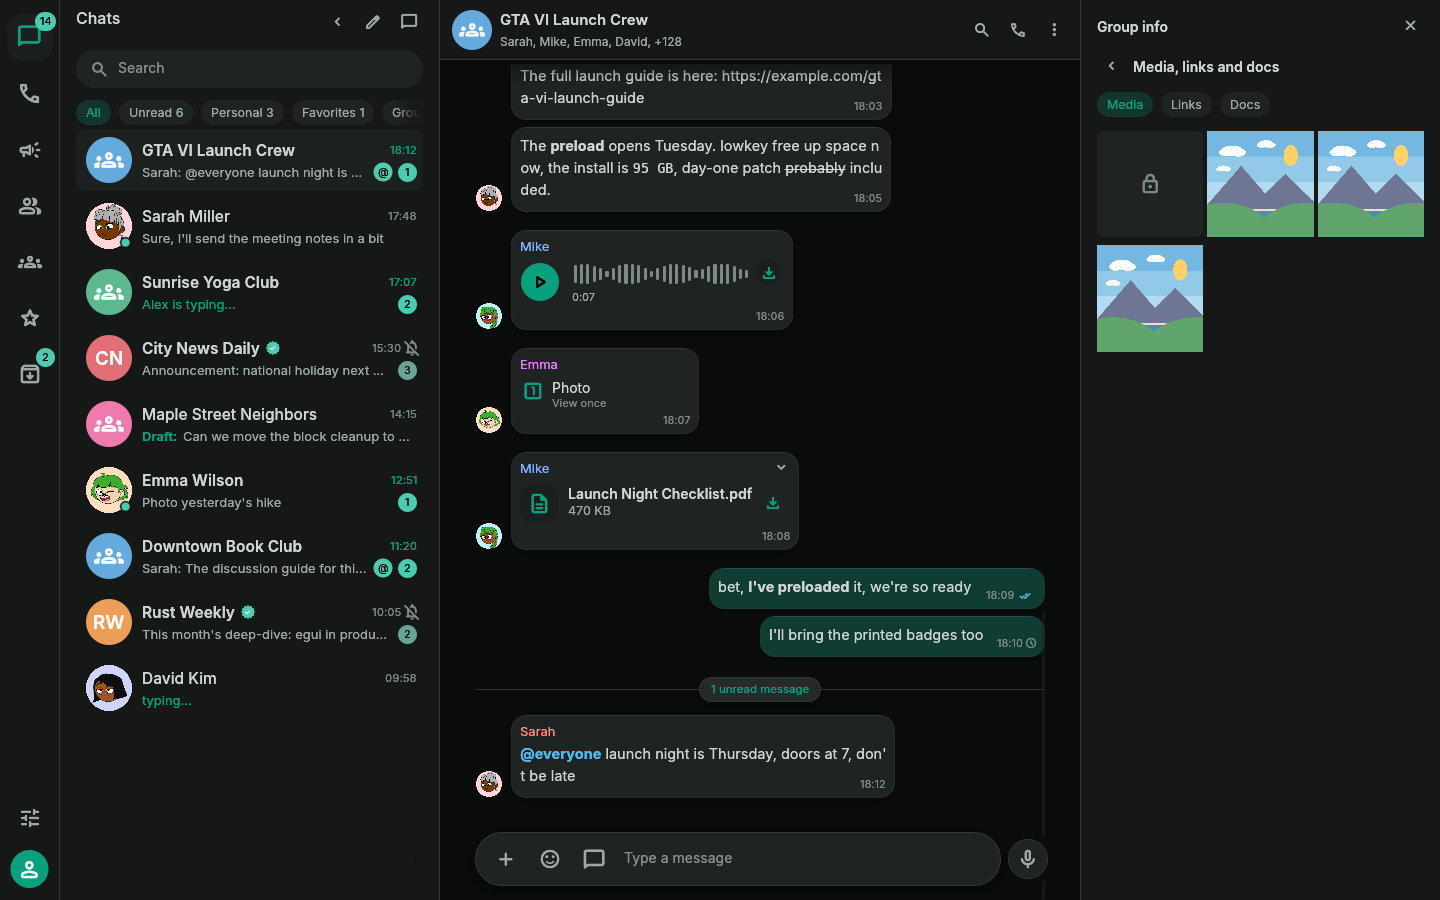 14
2
Chats
Search
All
Unread 6
Personal 3
Favorites 1
Grou
GTA VI Launch Crew
18:12
Sarah: @everyone launch night is ...
@
1
Sarah Miller
17:48
Sure, I'll send the meeting notes in a bit
Sunrise Yoga Club
17:07
Alex is typing...
2
CN
City News Daily
15:30
Announcement: national holiday next ...
3
Maple Street Neighbors
14:15
Draft: Can we move the block cleanup to ...
Emma Wilson
12:51
Photo yesterday's hike
1
Downtown Book Club
11:20
Sarah: The discussion guide for thi...
@
2
RW
Rust Weekly
10:05
This month's deep-dive: egui in produ...
2
David Kim
09:58
typing...
GTA VI Launch Crew
Sarah, Mike, Emma, David, +128
The full launch guide is here: https://example.com/gt
a-vi-launch-guide
18:03
The preload opens Tuesday. lowkey free up space n
ow, the install is 95 GB, day-one patch probably inclu
ded.
18:05
Mike
0:07
18:06
Emma
1
Photo
View once
18:07
Mike
Launch Night Checklist.pdf
470 KB
18:08
bet, I've preloaded it, we're so ready
18:09
I'll bring the printed badges too
18:10
1 unread message
Sarah
@everyone launch night is Thursday, doors at 7, don'
t be late
18:12
Type a message
Group info
Media, links and docs
Media
Links
Docs